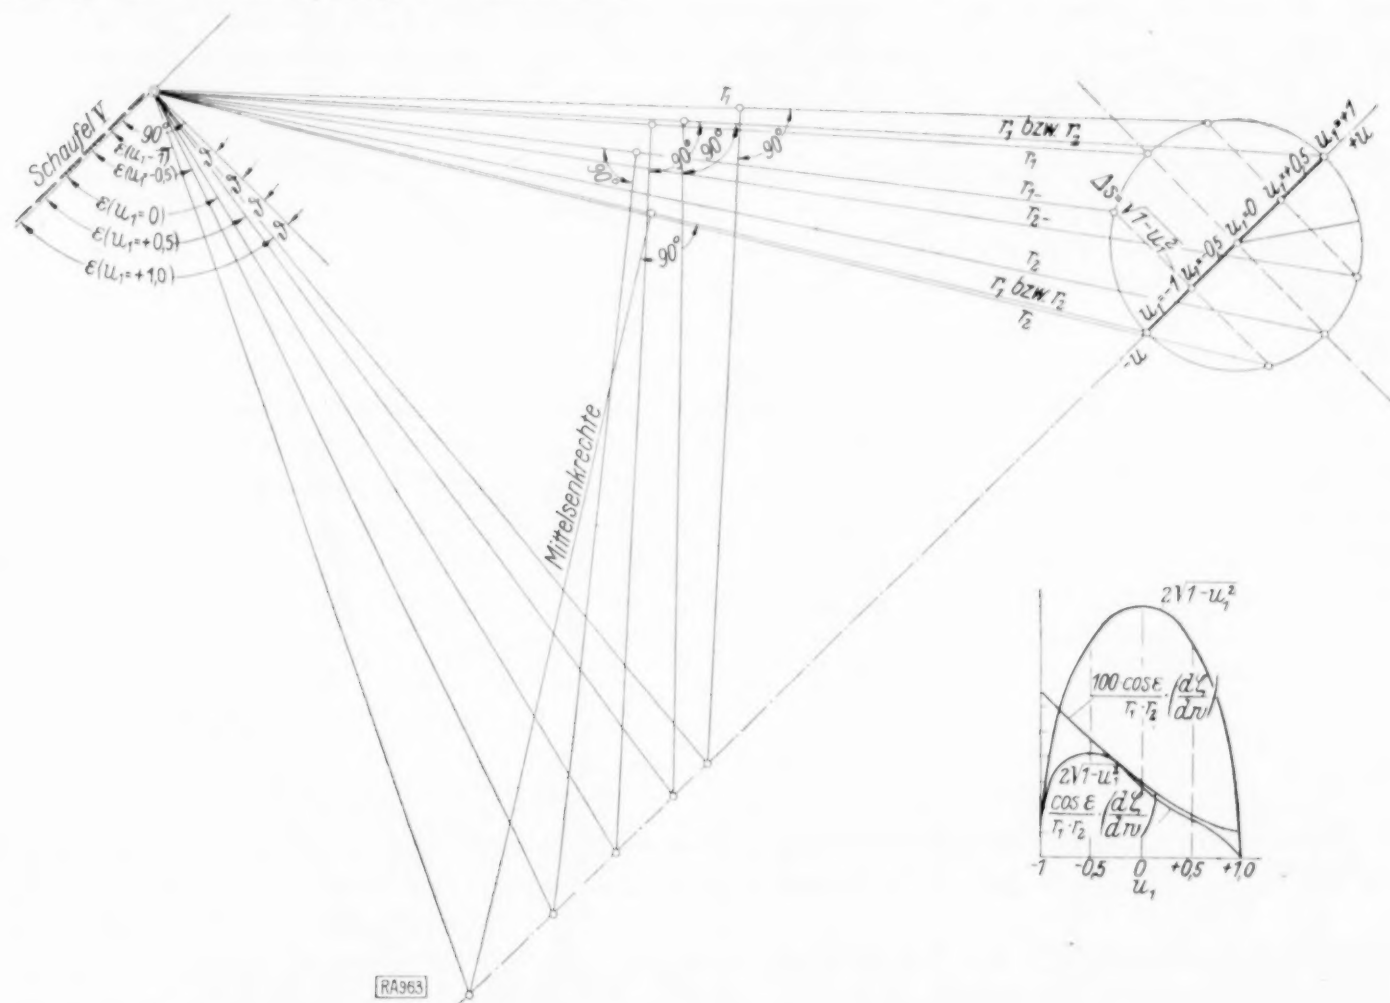 Schaufel V
90°
ε(u₁-1)
ε(u₁-0,5)
ε(u₁=0)
ε(u₁=+0,5)
ε(u₁=+1,0)
r₁
90°
90°
90°
90°
90°
r₁ bzw. r₂
r₁
r₁-
r₂-
r₂
r₁ bzw. r₂
r₂
Δs=√1-u₁²
u₁=-1
u₁=-0,5
u₁=0
u₁=+0,5
u₁=+1
+u
-u
Mittelsenkrechte
2√1-u₁²
100·cosε/r₁·r₂·(dζ/dw)
2√1-u₁²
cosε/r₁·r₂·(dζ/dw)
-1 -0,5 0 +0,5 +1,0
u₁
RA963